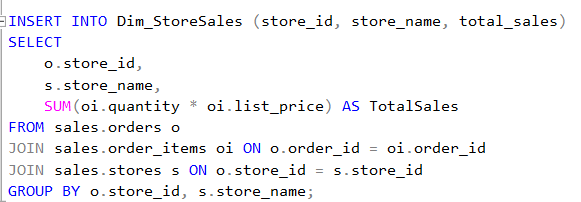 INSERT INTO Dim_StoreSales (store_id, store_name, total_sales)
SELECT
o.store_id,
s.store_name,
SUM(oi.quantity * oi.list_price) AS TotalSales
FROM sales.orders o
JOIN sales.order_items oi ON o.order_id = oi.order_id
JOIN sales.stores s ON o.store_id = s.store_id
GROUP BY o.store_id, s.store_name;